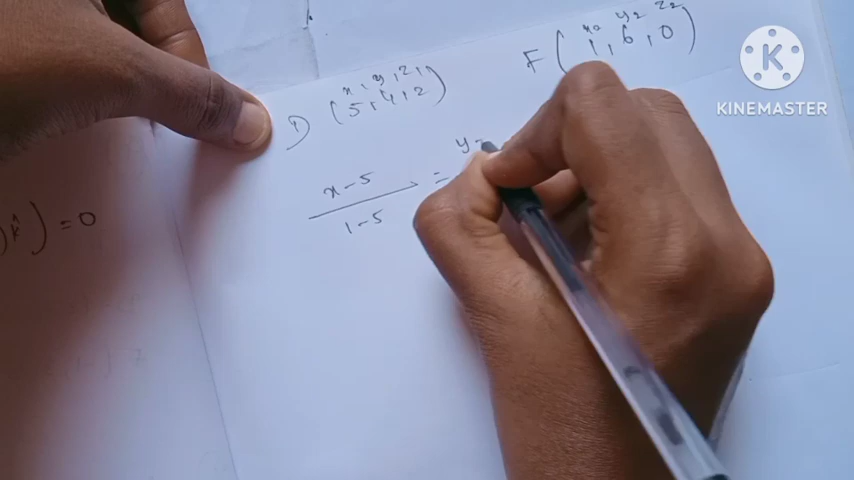 x₁ y₁ z₁
D (5, 4, 2)
x₂ y₂ z₂
F (1, 6, 0)
x-5 / 1-5 = y-
)k̂) = 0
KINEMASTER